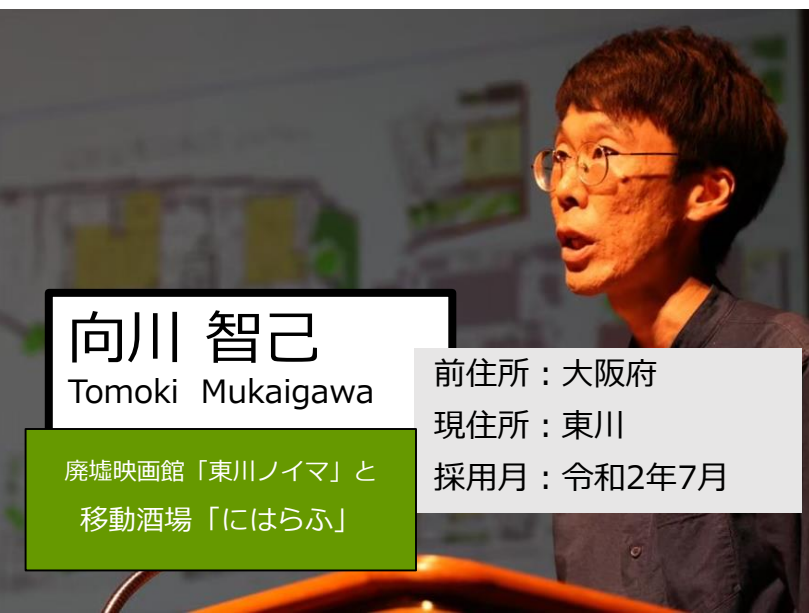 向川 智己
Tomoki Mukaigawa
廃墟映画館「東川ノイマ」と
移動酒場「にはらふ」
前住所：大阪府
現住所：東川
採用月：令和2年7月